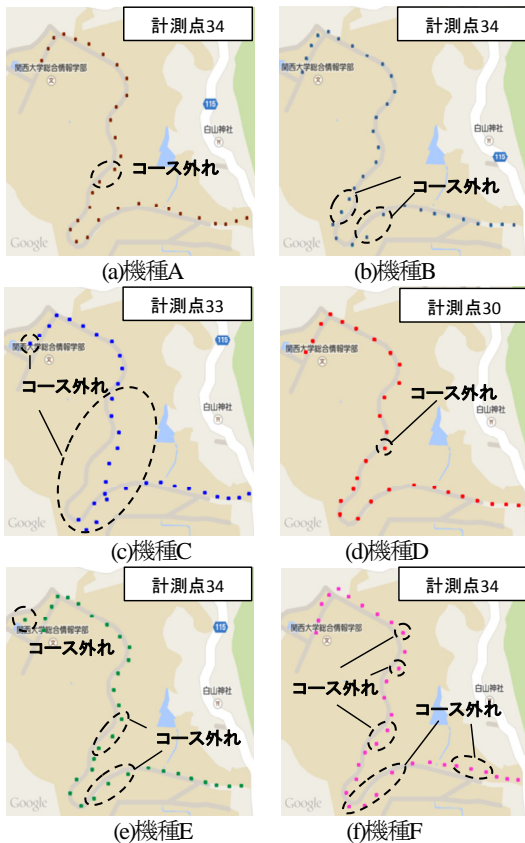 計測点34
関西大学総合情報学部
文
115
白山神社
コース外れ
Google
(a)機種A
計測点34
関西大学総合情報学部
文
白山神社
110
コース外れ
Google
(b)機種B
計測点33
関西大学総合情報学部
文
115
コース外れ
白山神社
Google
(c)機種C
計測点30
関西大学総合情報学部
文
コース外れ
白山神社
Google
(d)機種D
計測点34
関西大学総合情報学部
文
115
コース外れ
白山神社
コース外れ
Google
(e)機種E
計測点34
関西大学総合情報学部
文
コース外れ
白山神社
コース外れ
Google
(f)機種F